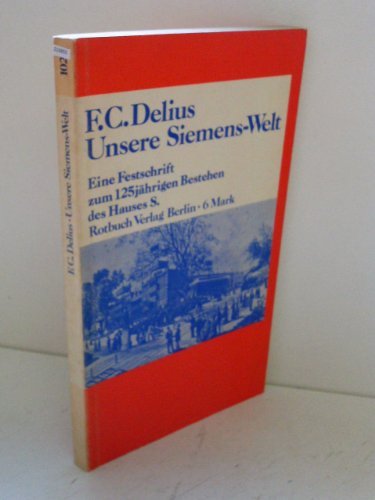 F.C.Delius
Unsere Siemens-Welt
Eine Festschrift
zum 125jährigen Bestehen
des Hauses S.
Rotbuch Verlag Berlin · 6 Mark
102
F.C. Delius · Unsere Siemens-Welt